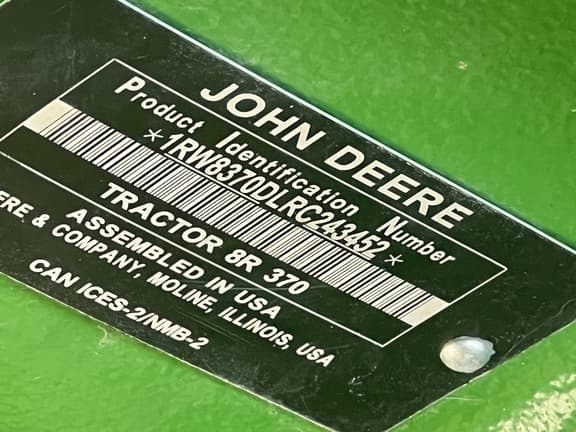 JOHN DEERE
Product Identification Number
*1RW8370DLRC243452*
TRACTOR 8R 370
ASSEMBLED IN USA
ERE & COMPANY, MOLINE, ILLINOIS, USA
CAN ICES-2/NMB-2